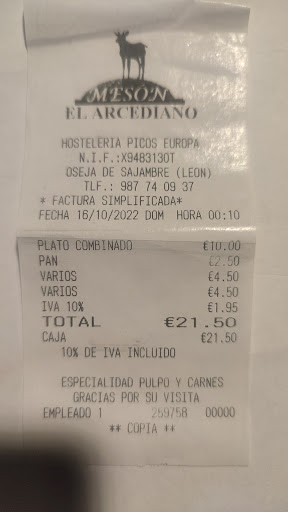 MESÓN
EL ARCEDIANO
HOSTELERIA PICOS EUROPA
N.I.F.:X9483130T
OSEJA DE SAJAMBRE (LEON)
TLF.: 987 74 09 37
* FACTURA SIMPLIFICADA*
FECHA 16/10/2022 DOM HORA 00:10
PLATO COMBINADO €10.00
PAN €2.50
VARIOS €4.50
VARIOS €4.50
IVA 10% €1.95
TOTAL €21.50
CAJA €21.50
10% DE IVA INCLUIDO
ESPECIALIDAD PULPO Y CARNES
GRACIAS POR SU VISITA
EMPLEADO 1 259758 00000
** COPIA **